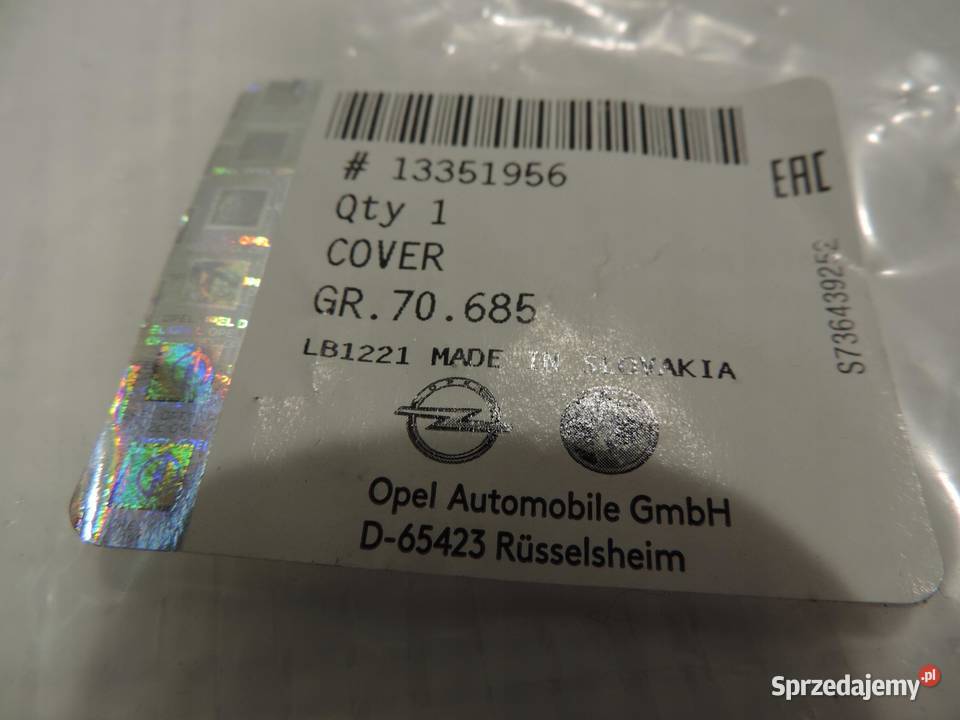 # 13351956
EAC
Qty 1
COVER
GR.70.685
S736439252
LB1221 MADE IN SLOVAKIA
OPEL
Opel Automobile GmbH
D-65423 Rüsselsheim
Sprzedajemy.pl